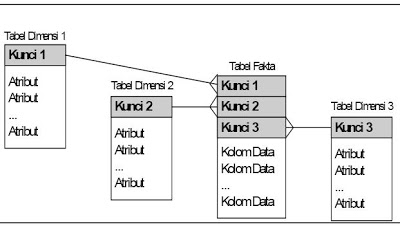 Tabel Dimensi 1
Kunci 1
Atribut
Atribut
...
Atribut
Tabel Dimensi 2
Kunci 2
Atribut
Atribut
...
Atribut
Tabel Fakta
Kunci 1
Kunci 2
Kunci 3
Kolom Data
Kolom Data
...
Kolom Data
Tabel Dimensi 3
Kunci 3
Atribut
Atribut
...
Atribut